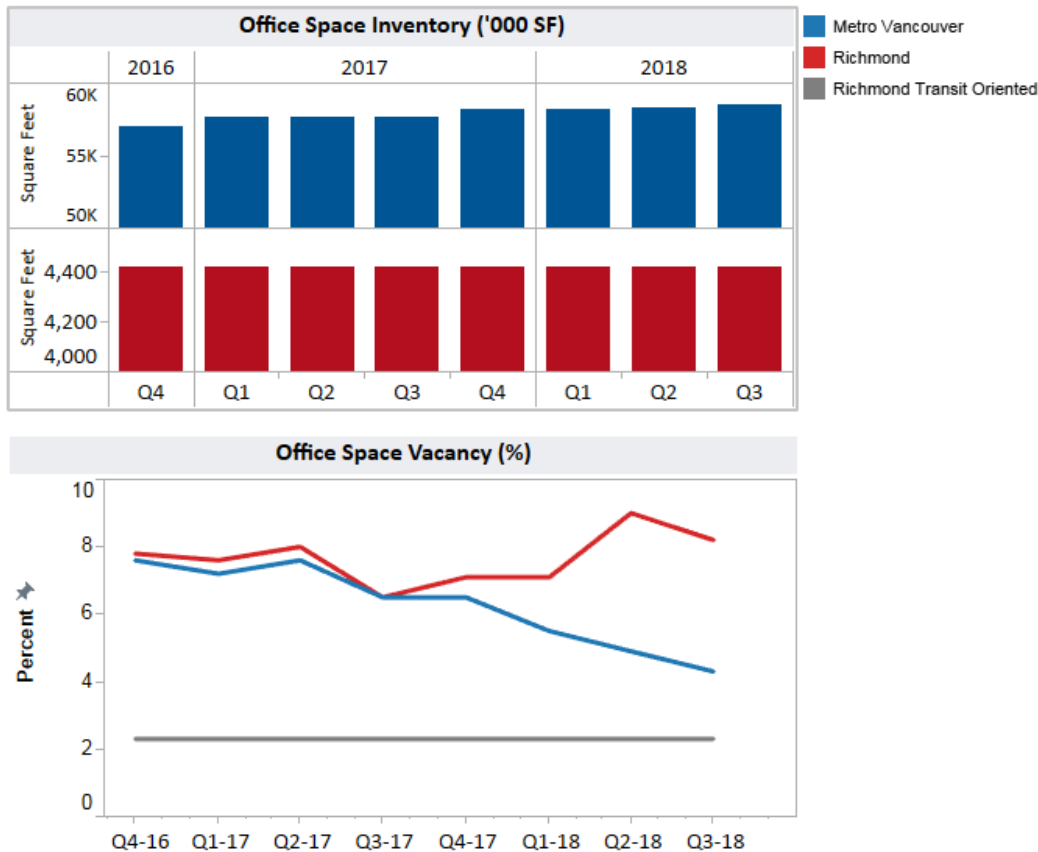 Office Space Inventory ('000 SF)
Metro Vancouver
Richmond
Richmond Transit Oriented
2016 2017 2018
Square Feet
60K
55K
50K
Square Feet
4,400
4,200
4,000
Q4 Q1 Q2 Q3 Q4 Q1 Q2 Q3
Office Space Vacancy (%)
Percent
10
8
6
4
2
0
Q4-16 Q1-17 Q2-17 Q3-17 Q4-17 Q1-18 Q2-18 Q3-18